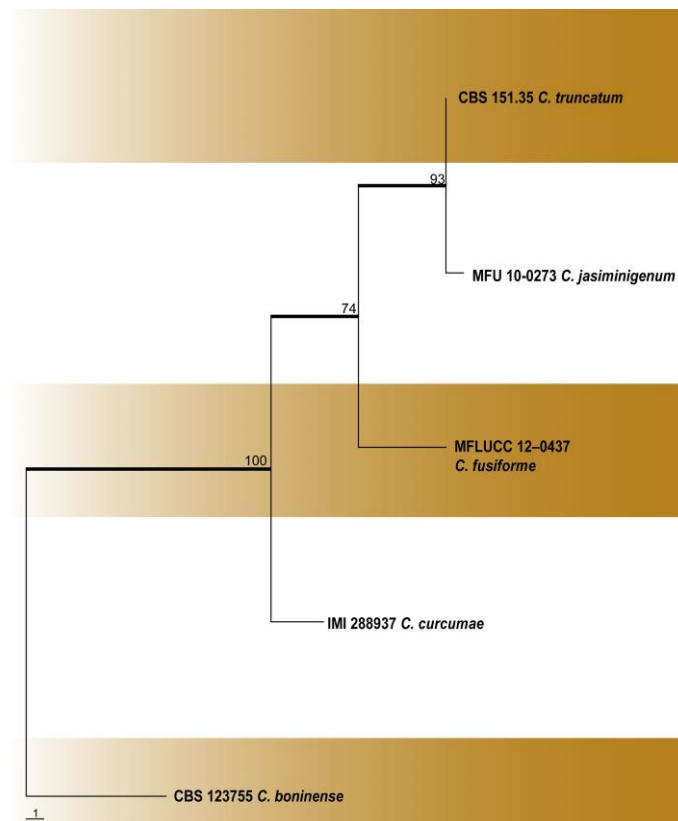 CBS 151.35 C. truncatum
93
MFU 10-0273 C. jasiminigenum
74
MFLUCC 12–0437
C. fusiforme
100
IMI 288937 C. curcumae
CBS 123755 C. boninense
1